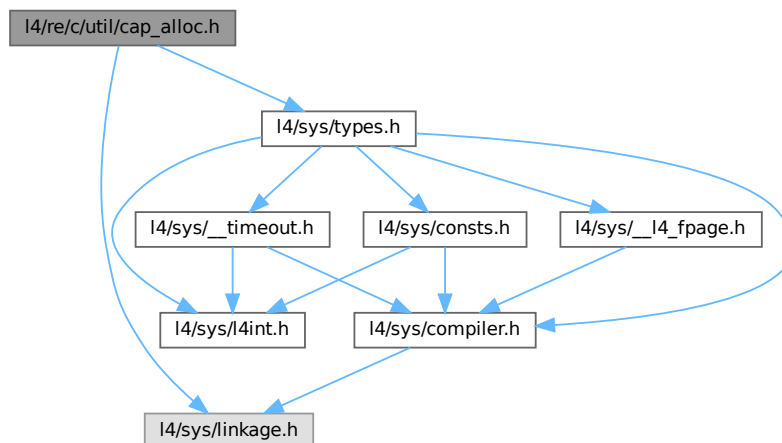 l4/re/c/util/cap_alloc.h
l4/sys/types.h
l4/sys/__timeout.h
l4/sys/consts.h
l4/sys/__l4_fpage.h
l4/sys/l4int.h
l4/sys/compiler.h
l4/sys/linkage.h